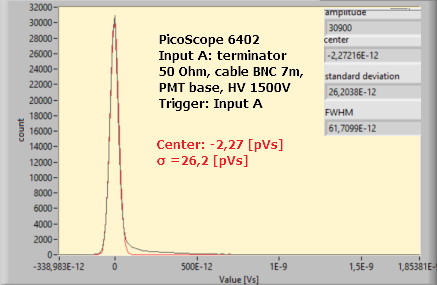 32000
30000
28000
26000
24000
22000
20000
18000
16000
14000
12000
10000
8000
6000
4000
2000
0
count
PicoScope 6402
Input A: terminator
50 Ohm, cable BNC 7m,
PMT base, HV 1500V
Trigger: Input A
Center: -2,27 [pVs]
σ =26,2 [pVs]
amplitude
30900
center
-2,27216E-12
standard deviation
26,2038E-12
FWHM
61,7099E-12
-338,983E-12 0 500E-12 1E-9 1,5E-9 1,85381E-9
Value [Vs]